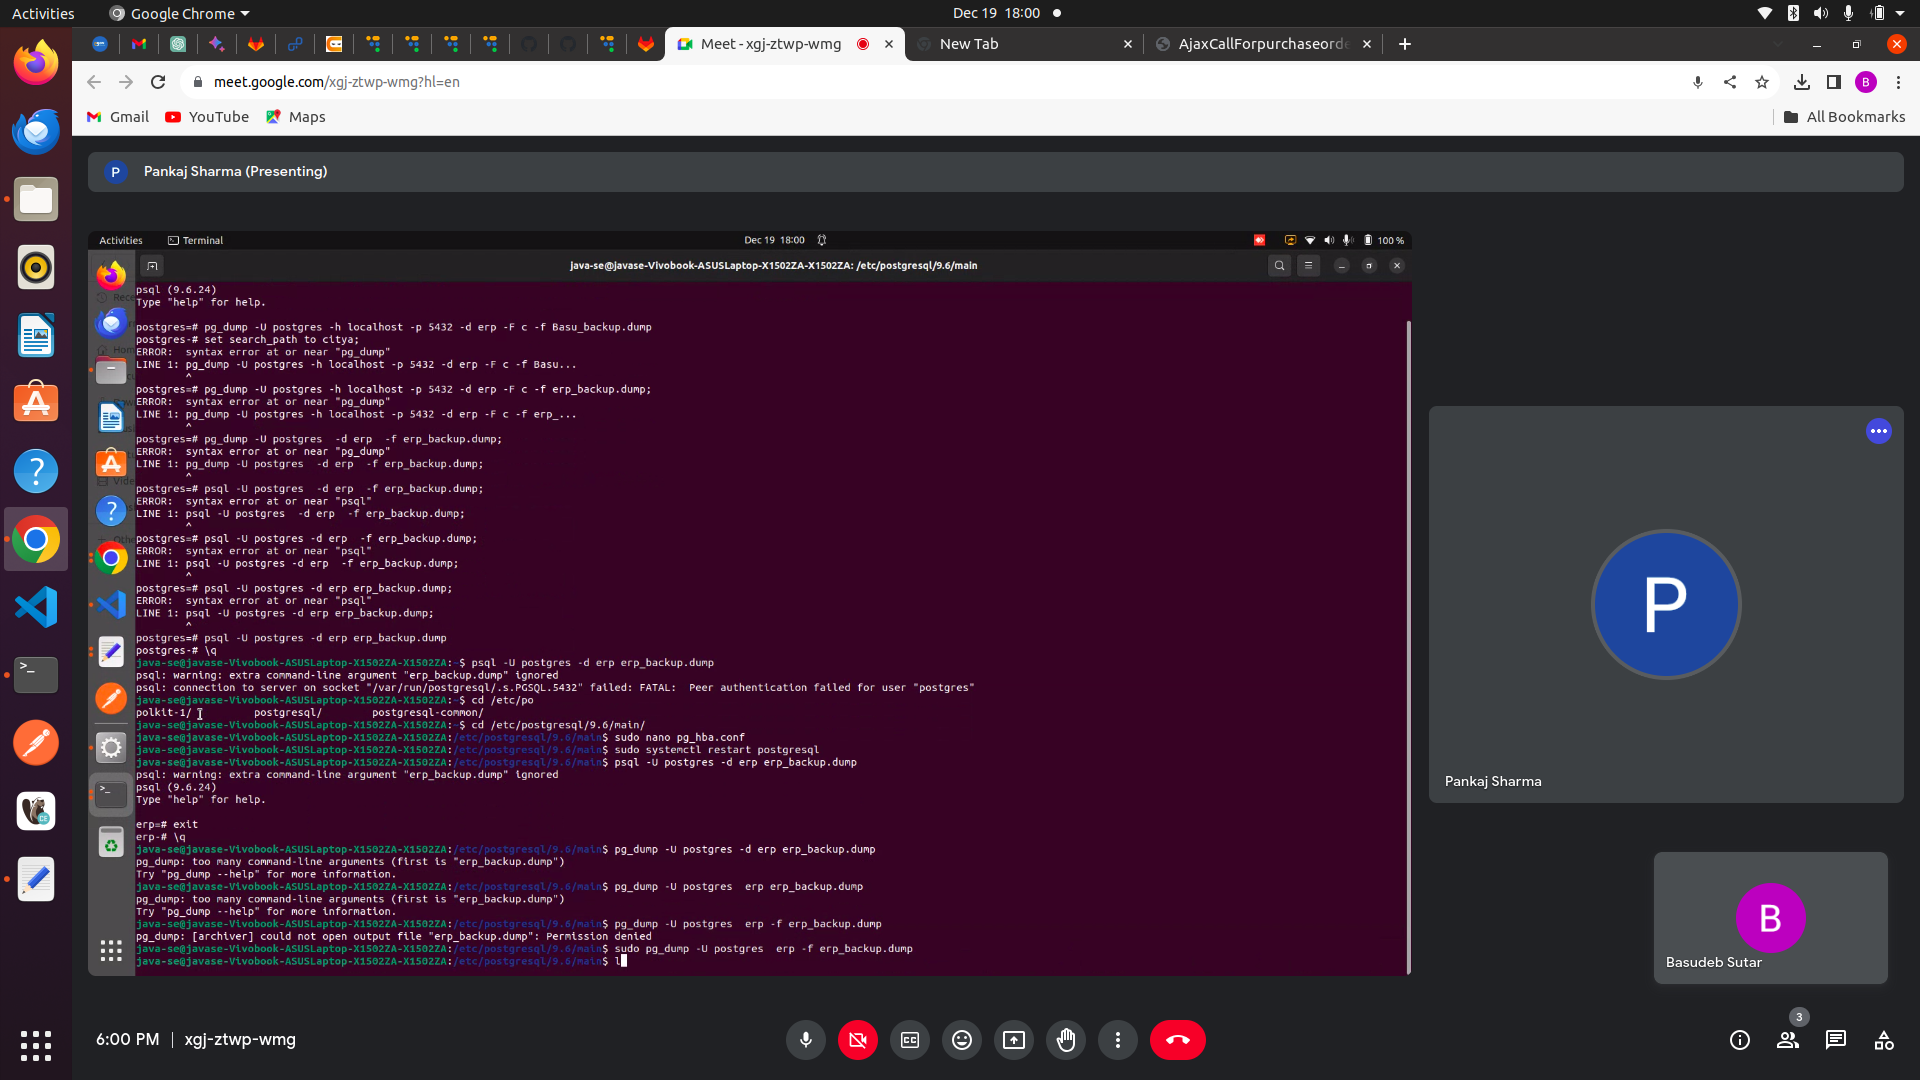 Activities
Google Chrome
Dec 19 18:00
Meet - xgj-ztwp-wmg
New Tab
AjaxCallForpurchaseorde
meet.google.com/xgj-ztwp-wmg?hl=en
B
Gmail
YouTube
Maps
All Bookmarks
P
Pankaj Sharma (Presenting)
Activities
Terminal
Dec 19 18:00
100 %
java-se@javase-Vivobook-ASUSLaptop-X1502ZA-X1502ZA: /etc/postgresql/9.6/main
psql (9.6.24)
Type "help" for help.
postgres=# pg_dump -U postgres -h localhost -p 5432 -d erp -F c -f Basu_backup.dump
postgres-# set search_path to citya;
ERROR:  syntax error at or near "pg_dump"
LINE 1: pg_dump -U postgres -h localhost -p 5432 -d erp -F c -f Basu...
^
postgres=# pg_dump -U postgres -h localhost -p 5432 -d erp -F c -f erp_backup.dump;
ERROR:  syntax error at or near "pg_dump"
LINE 1: pg_dump -U postgres -h localhost -p 5432 -d erp -F c -f erp_...
^
postgres=# pg_dump -U postgres  -d erp  -f erp_backup.dump;
ERROR:  syntax error at or near "pg_dump"
LINE 1: pg_dump -U postgres  -d erp  -f erp_backup.dump;
^
postgres=# psql -U postgres  -d erp  -f erp_backup.dump;
ERROR:  syntax error at or near "psql"
LINE 1: psql -U postgres  -d erp  -f erp_backup.dump;
^
postgres=# psql -U postgres -d erp  -f erp_backup.dump;
ERROR:  syntax error at or near "psql"
LINE 1: psql -U postgres -d erp  -f erp_backup.dump;
^
postgres=# psql -U postgres -d erp erp_backup.dump;
ERROR:  syntax error at or near "psql"
LINE 1: psql -U postgres -d erp erp_backup.dump;
^
postgres=# psql -U postgres -d erp erp_backup.dump
postgres-# \q
java-se@javase-Vivobook-ASUSLaptop-X1502ZA-X1502ZA:~$ psql -U postgres -d erp erp_backup.dump
psql: warning: extra command-line argument "erp_backup.dump" ignored
psql: connection to server on socket "/var/run/postgresql/.s.PGSQL.5432" failed: FATAL:  Peer authentication failed for user "postgres"
java-se@javase-Vivobook-ASUSLaptop-X1502ZA-X1502ZA:~$ cd /etc/po
polkit-1/ postgresql/ postgresql-common/
java-se@javase-Vivobook-ASUSLaptop-X1502ZA-X1502ZA:~$ cd /etc/postgresql/9.6/main/
java-se@javase-Vivobook-ASUSLaptop-X1502ZA-X1502ZA:/etc/postgresql/9.6/main$ sudo nano pg_hba.conf
java-se@javase-Vivobook-ASUSLaptop-X1502ZA-X1502ZA:/etc/postgresql/9.6/main$ sudo systemctl restart postgresql
java-se@javase-Vivobook-ASUSLaptop-X1502ZA-X1502ZA:/etc/postgresql/9.6/main$ psql -U postgres -d erp erp_backup.dump
psql: warning: extra command-line argument "erp_backup.dump" ignored
psql (9.6.24)
Type "help" for help.
erp=# exit
erp-# \q
java-se@javase-Vivobook-ASUSLaptop-X1502ZA-X1502ZA:/etc/postgresql/9.6/main$ pg_dump -U postgres -d erp erp_backup.dump
pg_dump: too many command-line arguments (first is "erp_backup.dump")
Try "pg_dump --help" for more information.
java-se@javase-Vivobook-ASUSLaptop-X1502ZA-X1502ZA:/etc/postgresql/9.6/main$ pg_dump -U postgres  erp erp_backup.dump
pg_dump: too many command-line arguments (first is "erp_backup.dump")
Try "pg_dump --help" for more information.
java-se@javase-Vivobook-ASUSLaptop-X1502ZA-X1502ZA:/etc/postgresql/9.6/main$ pg_dump -U postgres  erp -f erp_backup.dump
pg_dump: [archiver] could not open output file "erp_backup.dump": Permission denied
java-se@javase-Vivobook-ASUSLaptop-X1502ZA-X1502ZA:/etc/postgresql/9.6/main$ sudo pg_dump -U postgres  erp -f erp_backup.dump
java-se@javase-Vivobook-ASUSLaptop-X1502ZA-X1502ZA:/etc/postgresql/9.6/main$ l
P
Pankaj Sharma
B
Basudeb Sutar
6:00 PM | xgj-ztwp-wmg
3